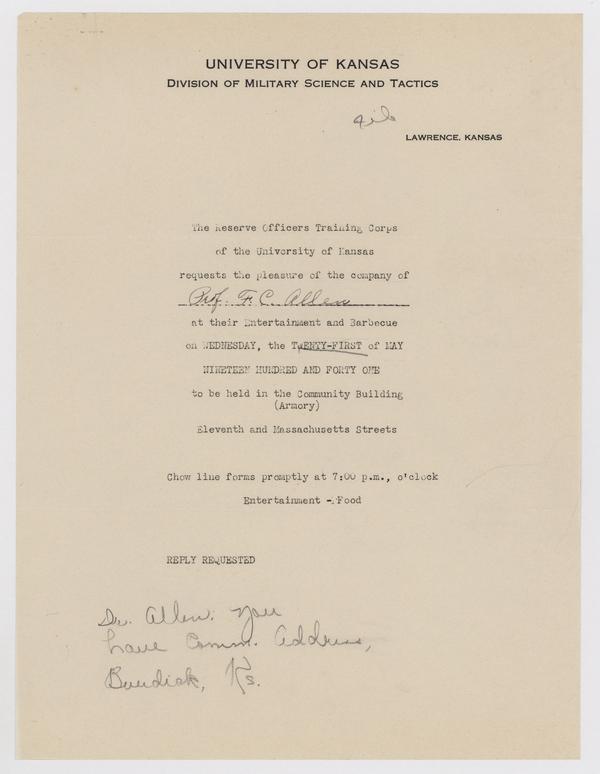 UNIVERSITY OF KANSAS
DIVISION OF MILITARY SCIENCE AND TACTICS
LAWRENCE, KANSAS
The Reserve Officers Training Corps
of the University of Kansas
requests the pleasure of the company of
Prof. F. C. Allen
at their Entertainment and Barbecue
on WEDNESDAY, the TWENTY-FIRST of MAY
NINETEEN HUNDRED AND FORTY ONE
to be held in the Community Building
(Armory)
Eleventh and Massachusetts Streets
Chow line forms promptly at 7:00 p.m., o'clock
Entertainment - Food
REPLY REQUESTED
Dr. Allen: you
have Comm. Address,
Burdick, Ks.